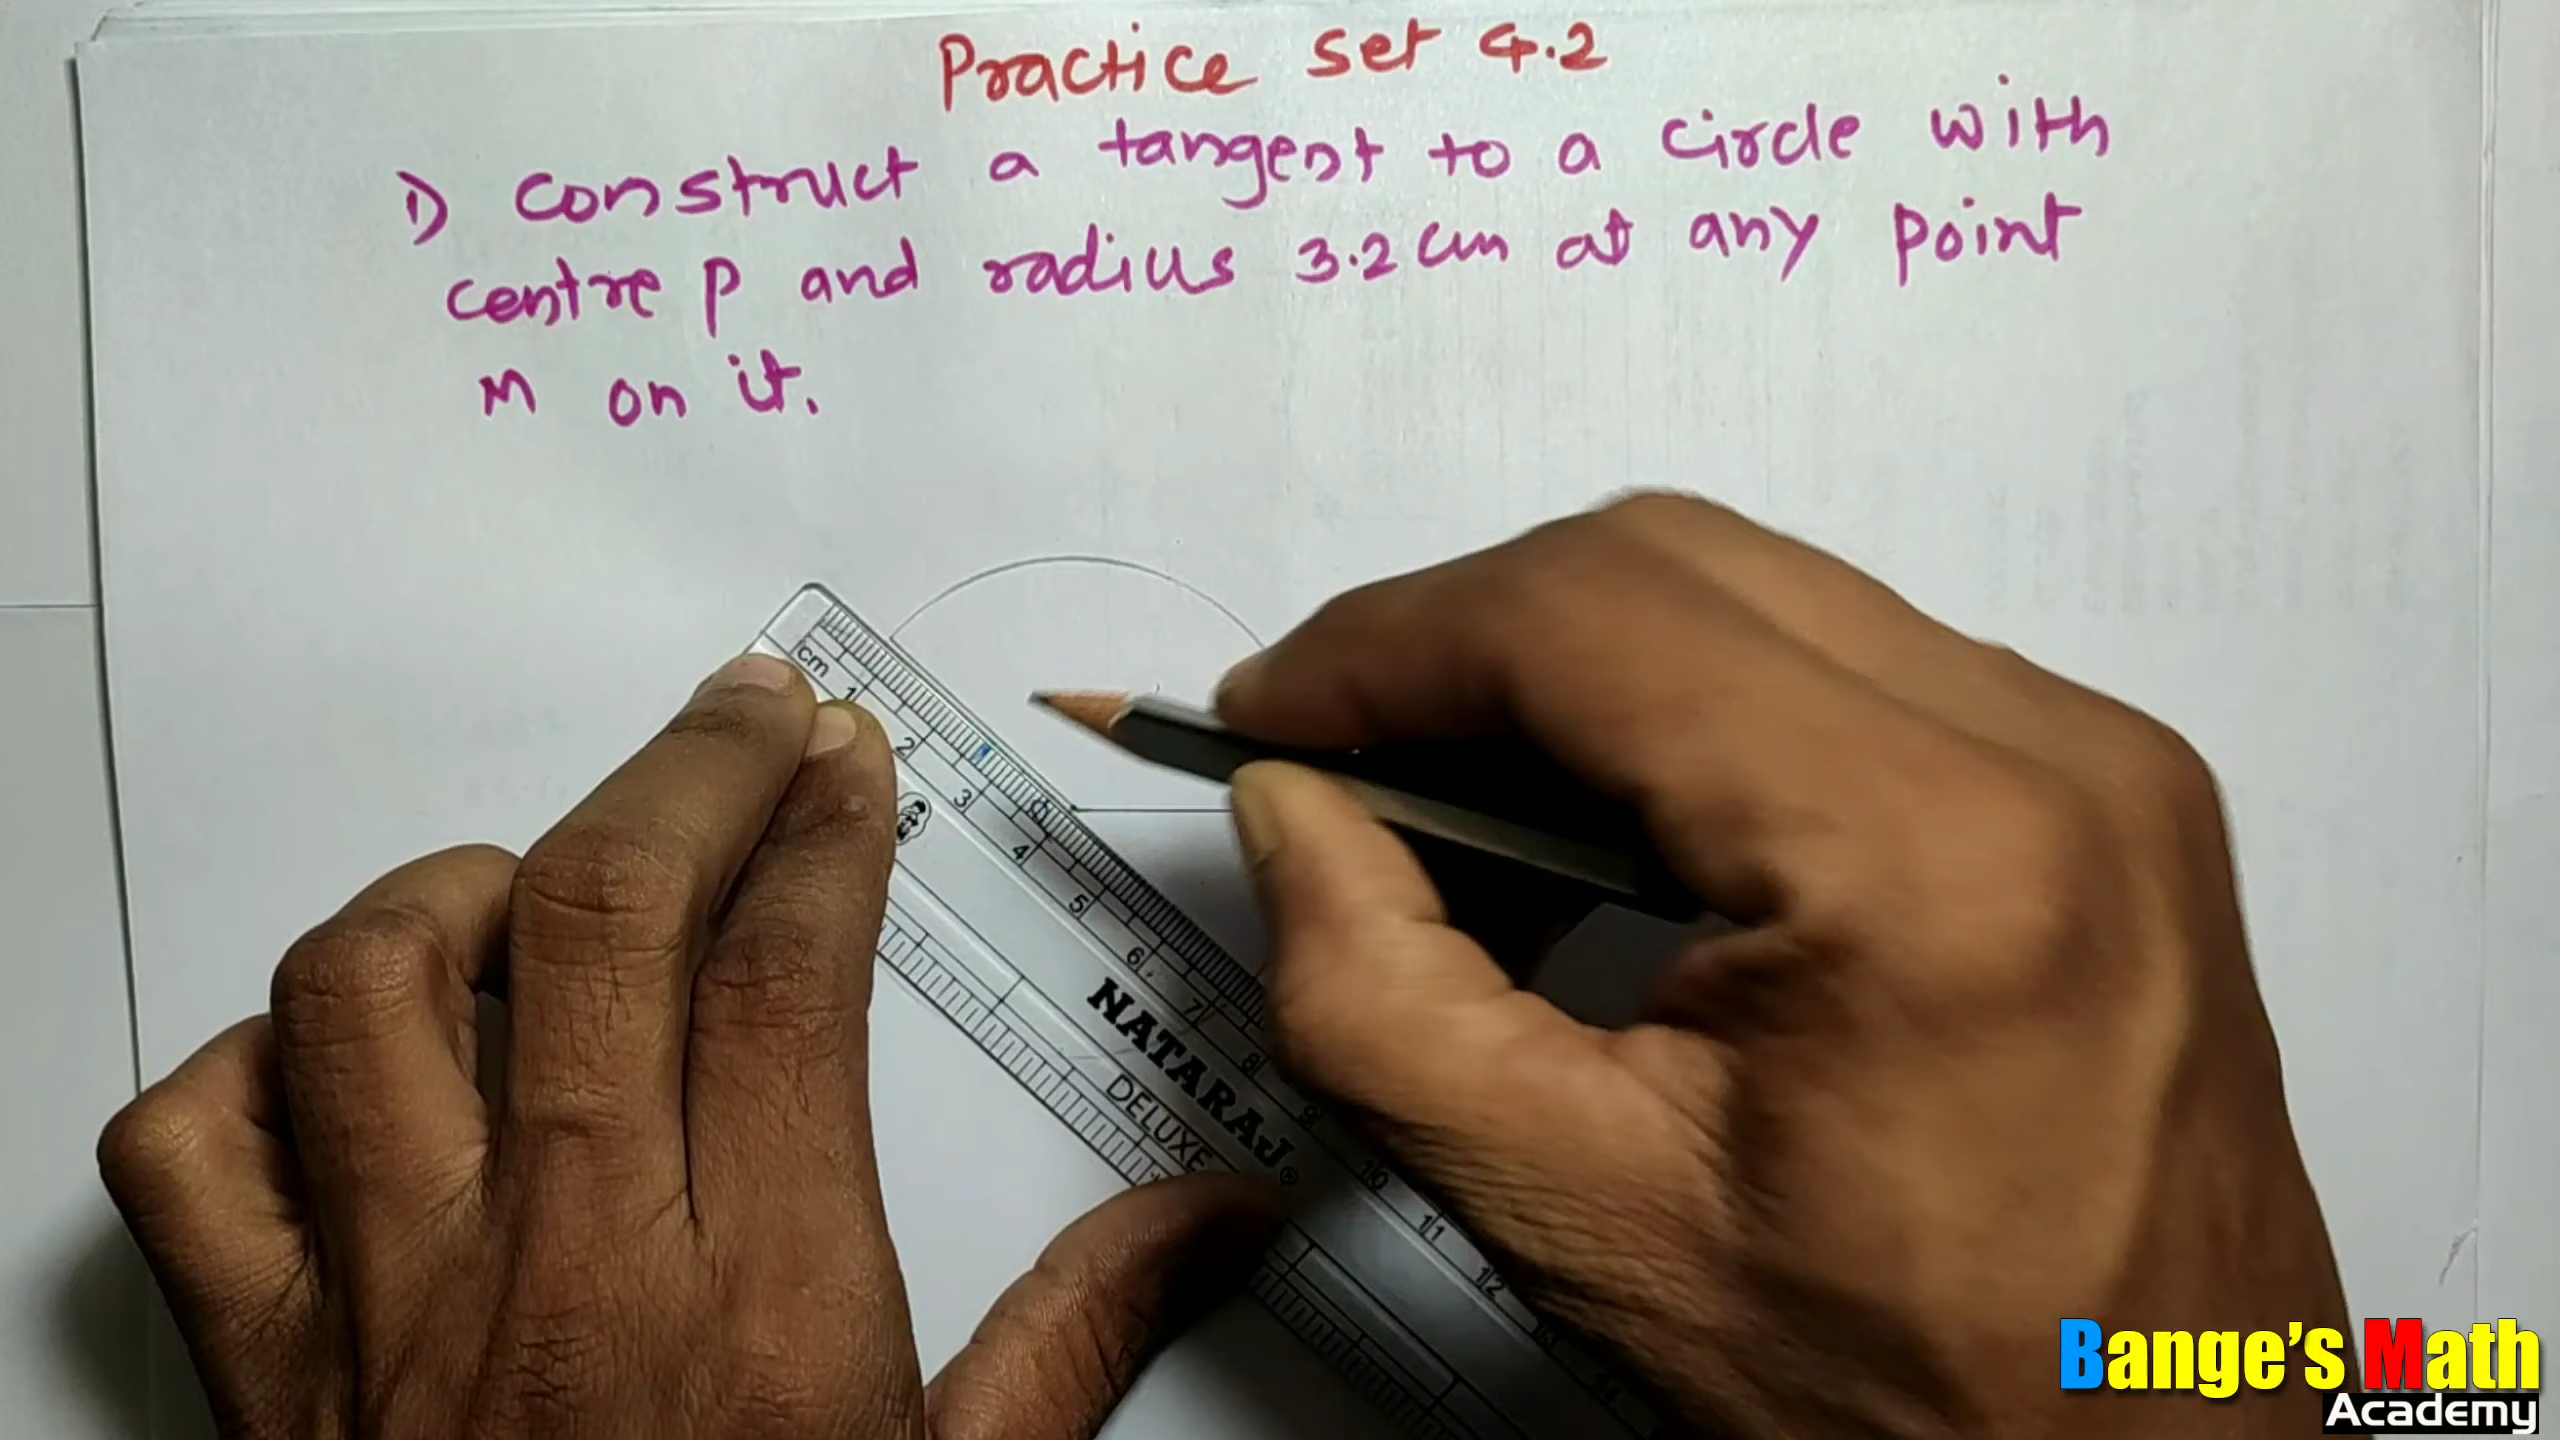 Practice set 4.2
1) Construct a tangent to a circle with
centre P and radius 3.2 cm at any point
M on it.
cm 1 2 3 4 5 6 7 8 9 10 11 12
NATARAJ®
DELUXE
Bange's Math
Academy